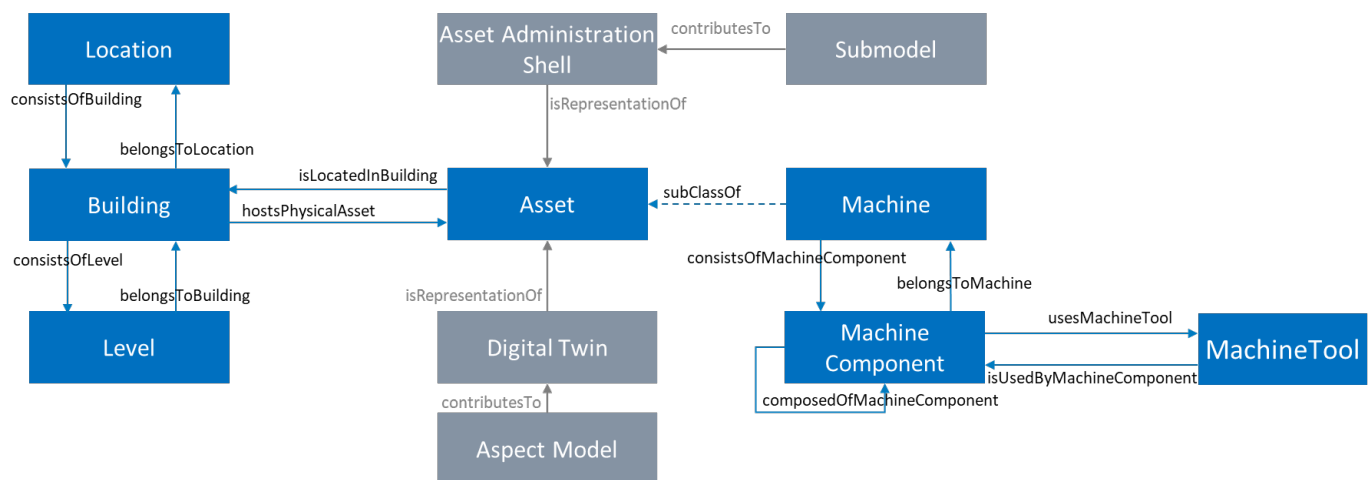 Location
Asset Administration
Shell
contributesTo
Submodel
consistsOfBuilding
isRepresentationOf
belongsToLocation
isLocatedInBuilding
subClassOf
Building
hostsPhysicalAsset
Asset
Machine
consistsOfLevel
consistsOfMachineComponent
belongsToMachine
belongsToBuilding
isRepresentationOf
usesMachineTool
Level
Digital Twin
Machine
Component
MachineTool
isUsedByMachineComponent
contributesTo
composedOfMachineComponent
Aspect Model